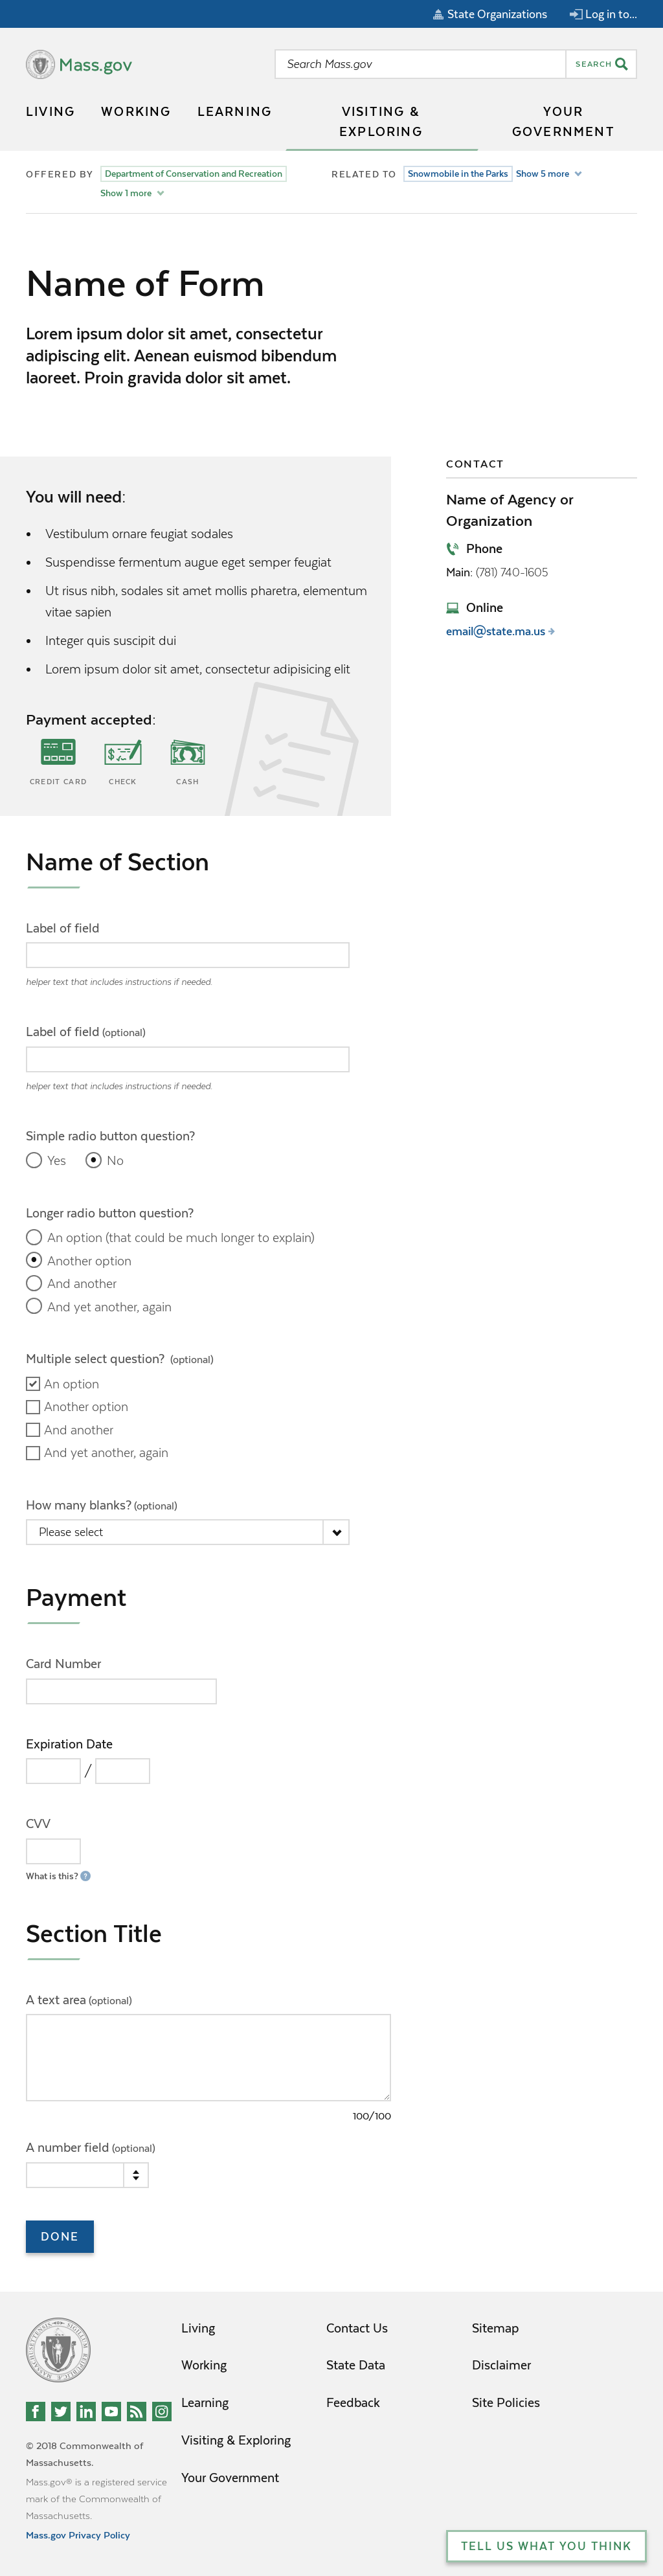 State Organizations
Log in to...
Mass.gov
Search Mass.gov
SEARCH
LIVING
WORKING
LEARNING
VISITING &
EXPLORING
YOUR
GOVERNMENT
OFFERED BY
Department of Conservation and Recreation
Show 1 more
RELATED TO
Snowmobile in the Parks
Show 5 more
Name of Form
Lorem ipsum dolor sit amet, consectetur
adipiscing elit. Aenean euismod bibendum
laoreet. Proin gravida dolor sit amet.
You will need:
Vestibulum ornare feugiat sodales
Suspendisse fermentum augue eget semper feugiat
Ut risus nibh, sodales sit amet mollis pharetra, elementum
vitae sapien
Integer quis suscipit dui
Lorem ipsum dolor sit amet, consectetur adipisicing elit
Payment accepted:
CREDIT CARD
CHECK
CASH
CONTACT
Name of Agency or
Organization
Phone
Main: (781) 740-1605
Online
email@state.ma.us
Name of Section
Label of field
helper text that includes instructions if needed.
Label of field (optional)
helper text that includes instructions if needed.
Simple radio button question?
Yes
No
Longer radio button question?
An option (that could be much longer to explain)
Another option
And another
And yet another, again
Multiple select question? (optional)
An option
Another option
And another
And yet another, again
How many blanks? (optional)
Please select
Payment
Card Number
Expiration Date
/
CVV
What is this? ?
Section Title
A text area (optional)
100/100
A number field (optional)
DONE
Living
Working
Learning
Visiting & Exploring
Your Government
Contact Us
State Data
Feedback
Sitemap
Disclaimer
Site Policies
© 2018 Commonwealth of
Massachusetts.
Mass.gov® is a registered service
mark of the Commonwealth of
Massachusetts.
Mass.gov Privacy Policy
TELL US WHAT YOU THINK